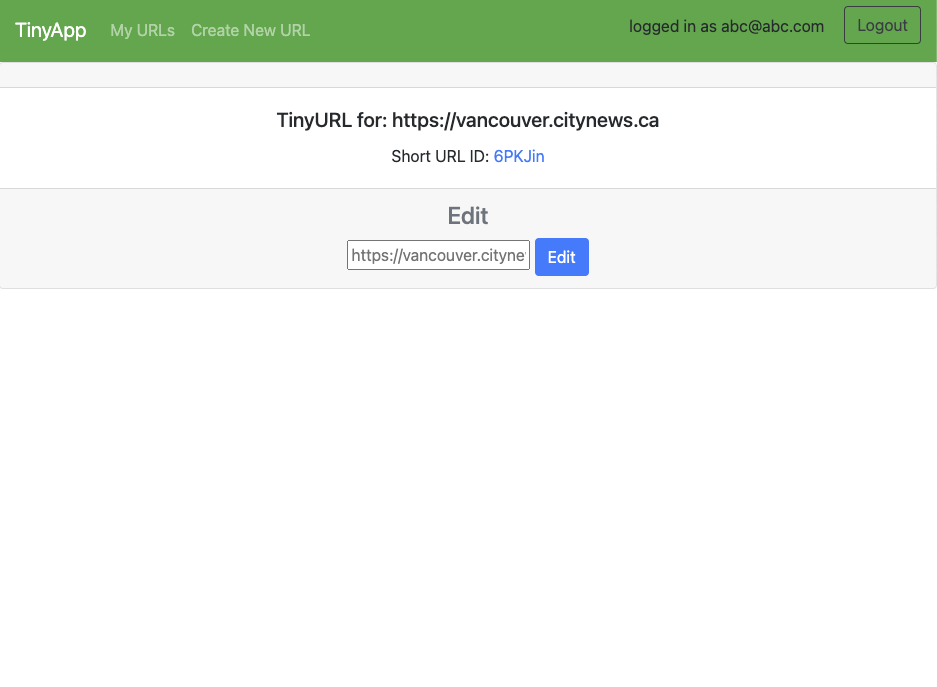 TinyApp My URLs Create New URL logged in as abc@abc.com Logout
TinyURL for: https://vancouver.citynews.ca
Short URL ID: 6PKJin
Edit
https://vancouver.cityne Edit